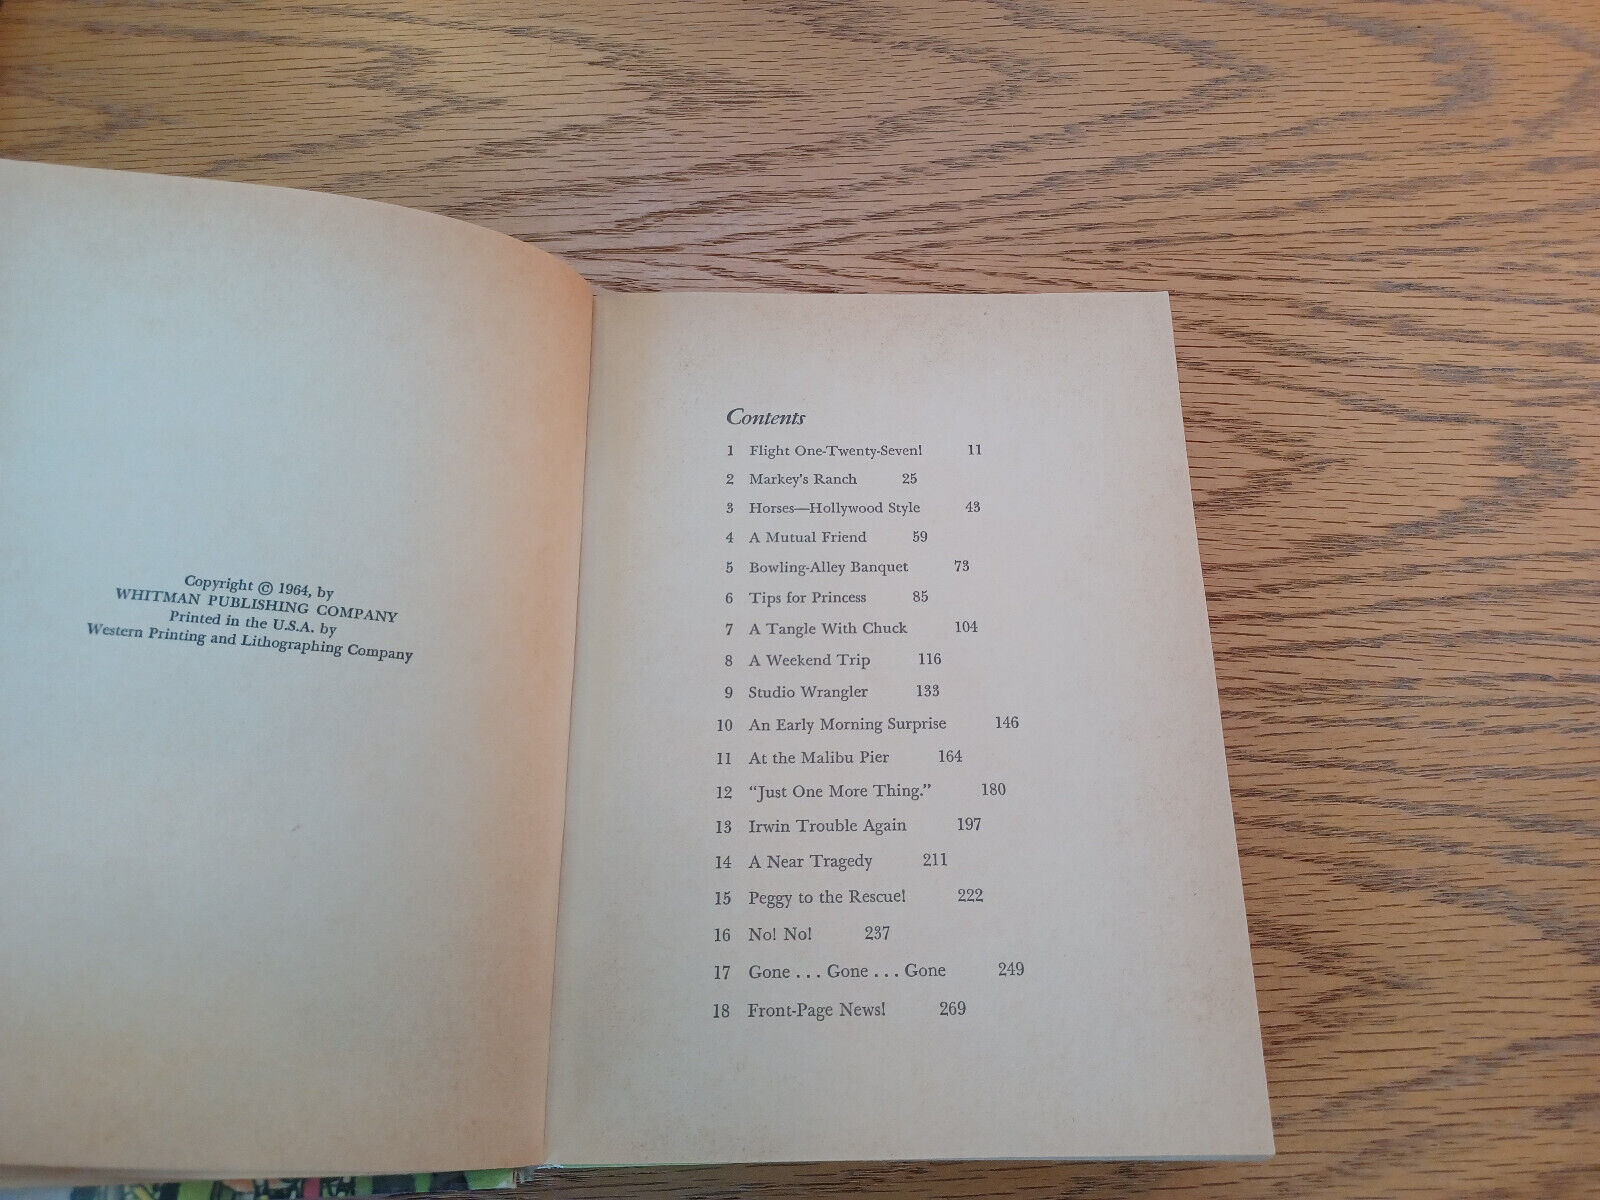 Copyright © 1964, by
WHITMAN PUBLISHING COMPANY
Printed in the U.S.A. by
Western Printing and Lithographing Company
Contents
1 Flight One-Twenty-Seven! 11
2 Markey's Ranch 25
3 Horses—Hollywood Style 43
4 A Mutual Friend 59
5 Bowling-Alley Banquet 73
6 Tips for Princess 85
7 A Tangle With Chuck 104
8 A Weekend Trip 116
9 Studio Wrangler 133
10 An Early Morning Surprise 146
11 At the Malibu Pier 164
12 “Just One More Thing.” 180
13 Irwin Trouble Again 197
14 A Near Tragedy 211
15 Peggy to the Rescue! 222
16 No! No! 237
17 Gone . . . Gone . . . Gone 249
18 Front-Page News! 269